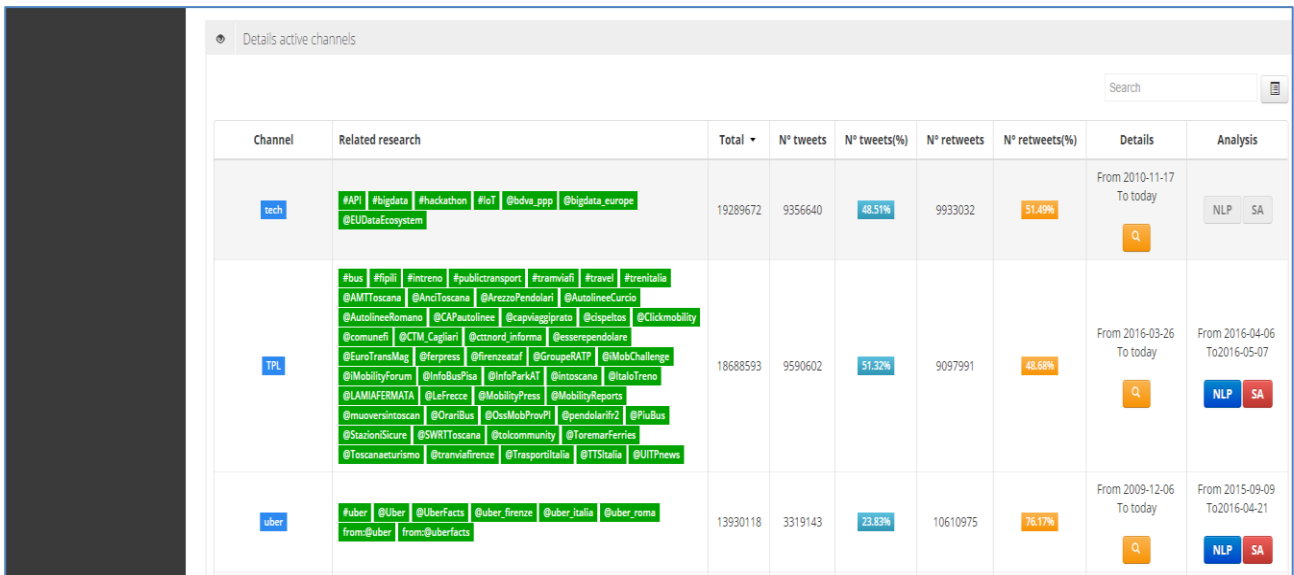 Details active channels
Search
Channel Related research Total Nº tweets Nº tweets(%) Nº retweets Nº retweets(%) Details Analysis
tech
#API #bigdata #hackathon #IoT @bdva_ppp @bigdata_europe
@EUDataEcosystem
19289672 9356640 48.51% 9933032 51.49%
From 2010-11-17
To today
NLP SA
TPL
#bus #fipili #intreno #publictransport #tramviafi #travel #trenitalia
@AMTToscana @AnciToscana @ArezzoPendolari @AutolineeCurcio
@AutolineeRomano @CAPautolinee @capviaggiprato @cispeltos @Clickmobility
@comunefi @CTM_Cagliari @cttnord_informa @esserependolare
@EuroTransMag @ferpress @firenzeataf @GroupeRATP @iMobChallenge
@iMobilityForum @InfoBusPisa @InfoParkAT @intoscana @ItaloTreno
@LAMIAFERMATA @LeFrecce @MobilityPress @MobilityReports
@muoversintoscan @OrariBus @OssMobProvPI @pendolarifr2 @PiuBus
@StazioniSicure @SWRTToscana @tolcommunity @ToremarFerries
@Toscanaeturismo @tranviafirenze @TrasportiItalia @TTSItalia @UITPnews
18688593 9590602 51.32% 9097991 48.68%
From 2016-03-26
To today
From 2016-04-06
To2016-05-07
NLP SA
uber
#uber @Uber @UberFacts @uber_firenze @uber_italia @uber_roma
from:@uber from:@uberfacts
13930118 3319143 23.83% 10610975 76.17%
From 2009-12-06
To today
From 2015-09-09
To2016-04-21
NLP SA